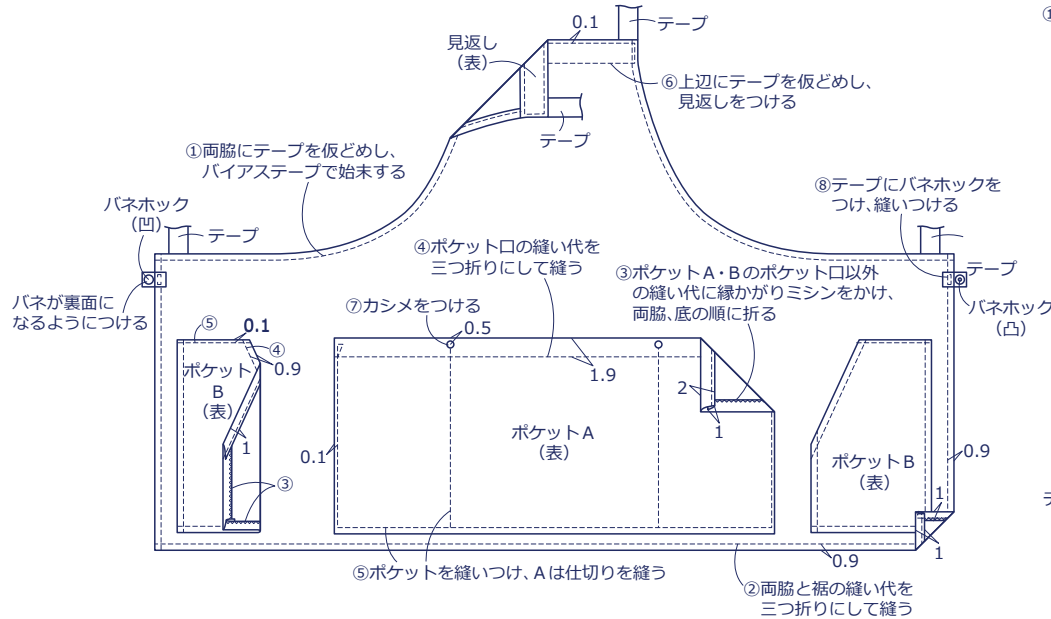 0.1
テープ
見返し
(表)
⑥上辺にテープを仮どめし、
見返しをつける
テープ
①両脇にテープを仮どめし、
バイアステープで始末する
⑧テープにバネホックを
つけ、縫いつける
バネホック
(凹)
テープ
④ポケット口の縫い代を
三つ折りにして縫う
③ポケットA・Bのポケット口以外
の縫い代に縁かがりミシンをかけ、
両脇、底の順に折る
テープ
バネホック
(凸)
バネが裏面に
なるようにつける
⑦カシメをつける
0.5
⑤
0.1
④
0.9
ポケット
B
(表)
1
③
1.9
2
1
ポケットA
(表)
0.1
ポケットB
(表)
0.9
1
1
⑤ポケットを縫いつけ、Aは仕切りを縫う
0.9
②両脇と裾の縫い代を
三つ折りにして縫う